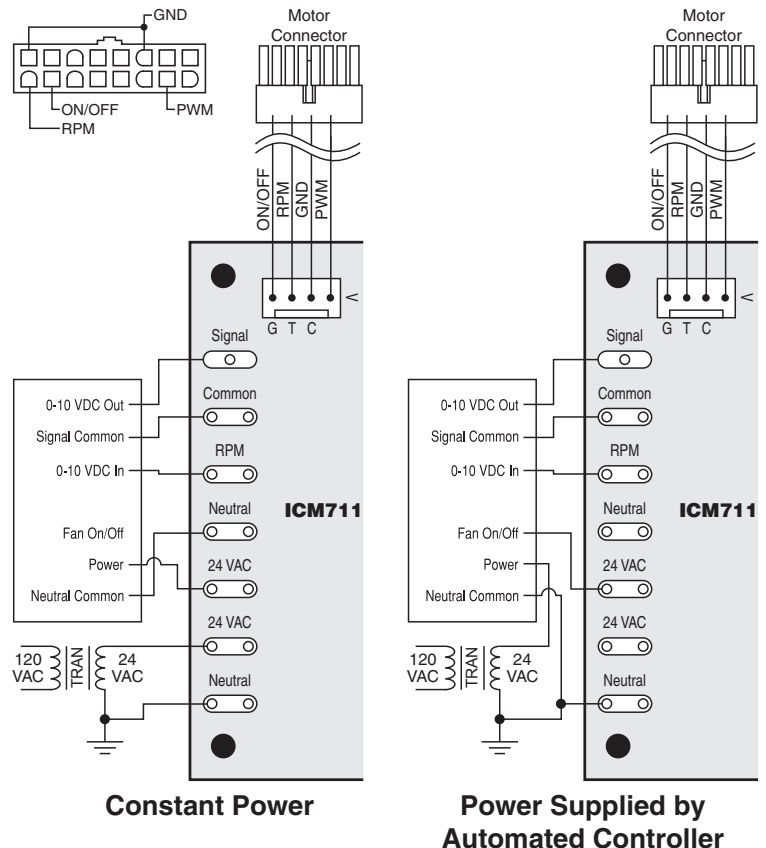 GND
ON/OFF
PWM
RPM
Motor
Connector
ON/OFF
RPM
GND
PWM
G T C V
Signal
Common
RPM
Neutral
24 VAC
24 VAC
Neutral
ICM711
0-10 VDC Out
Signal Common
0-10 VDC In
Fan On/Off
Power
Neutral Common
120
VAC
TRAN
24
VAC
Constant Power
Motor
Connector
ON/OFF
RPM
GND
PWM
G T C V
Signal
Common
RPM
Neutral
24 VAC
24 VAC
Neutral
ICM711
0-10 VDC Out
Signal Common
0-10 VDC In
Fan On/Off
Power
Neutral Common
120
VAC
TRAN
24
VAC
Power Supplied by
Automated Controller